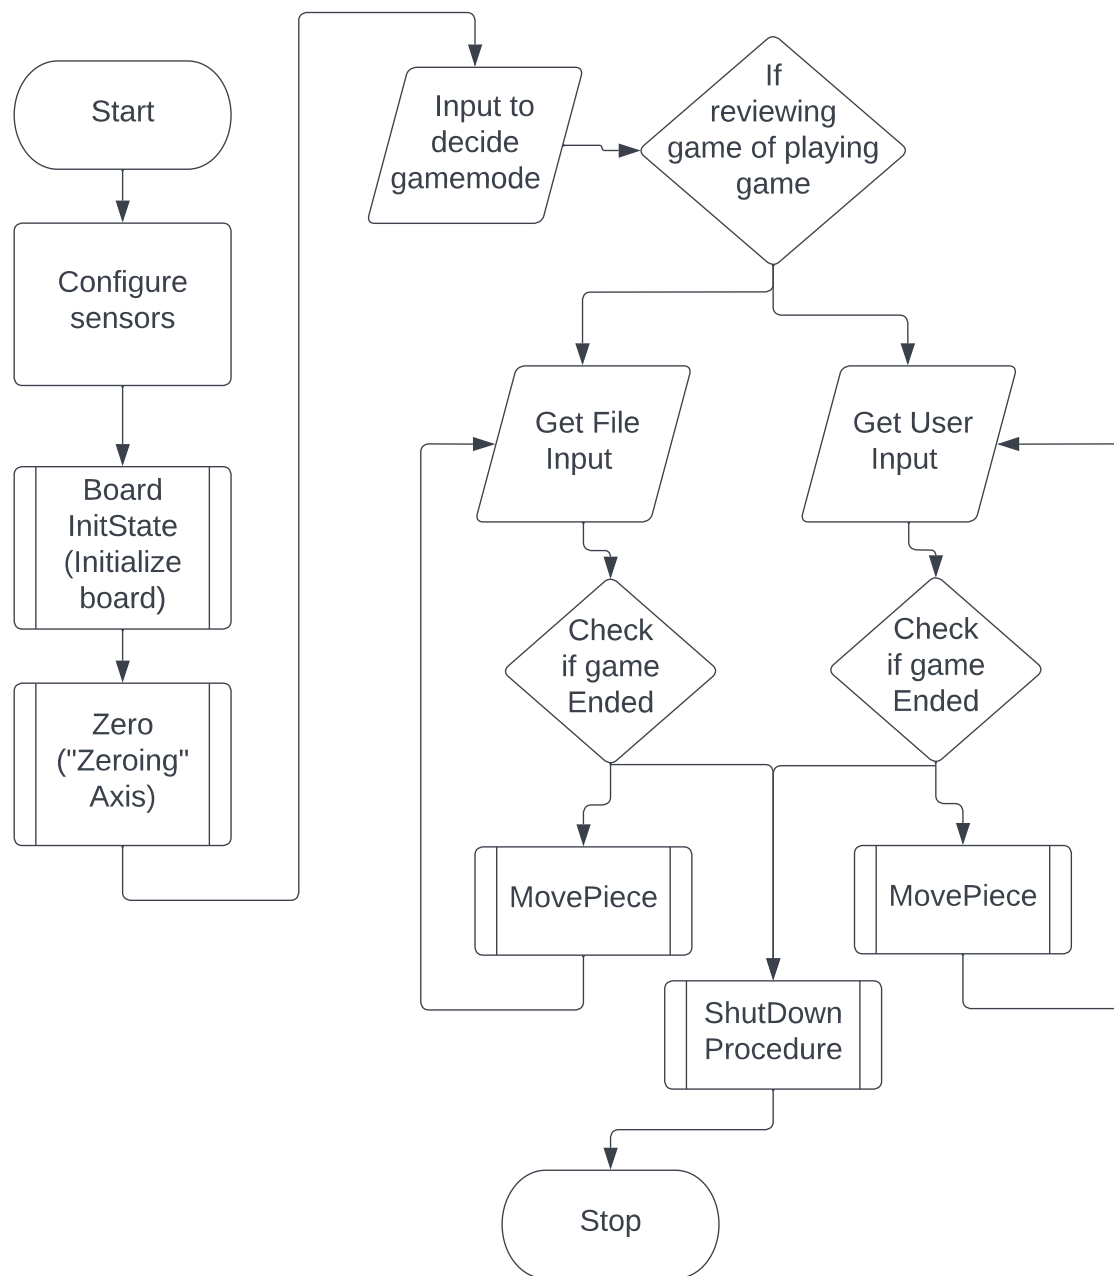 Start
Configure
sensors
Board
InitState
(Initialize
board)
Zero
("Zeroing"
Axis)
Input to
decide
gamemode
If
reviewing
game of playing
game
Get File
Input
Get User
Input
Check
if game
Ended
Check
if game
Ended
MovePiece
MovePiece
ShutDown
Procedure
Stop